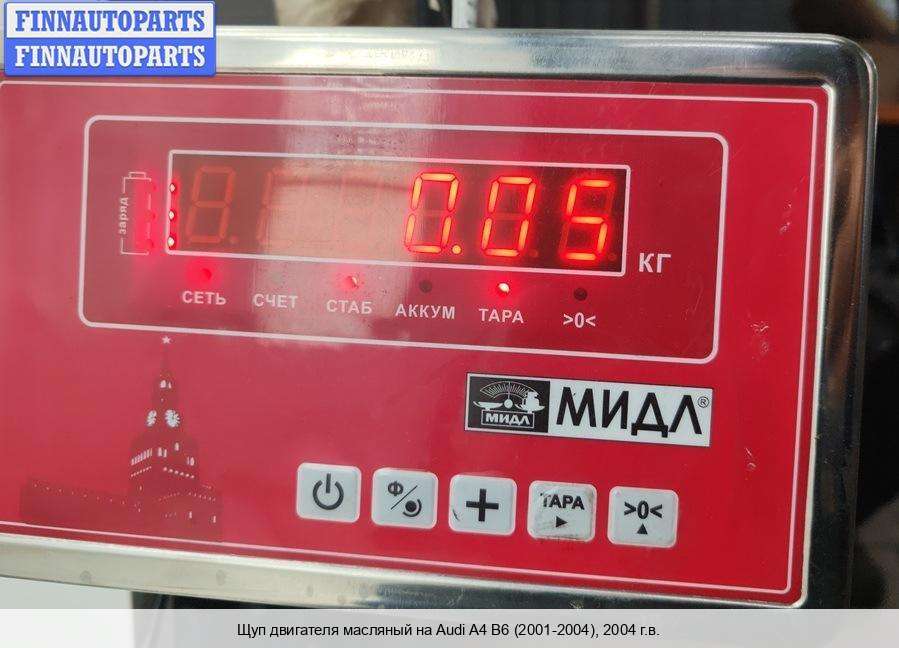 FINNAUTOPARTS
FINNAUTOPARTS
заряд
0.05
КГ
СЕТЬ СЧЕТ СТАБ АККУМ ТАРА >0<
МИДЛ
МИДЛ®
Ф
ТАРА
>0<
Щуп двигателя масляный на Audi A4 B6 (2001-2004), 2004 г.в.